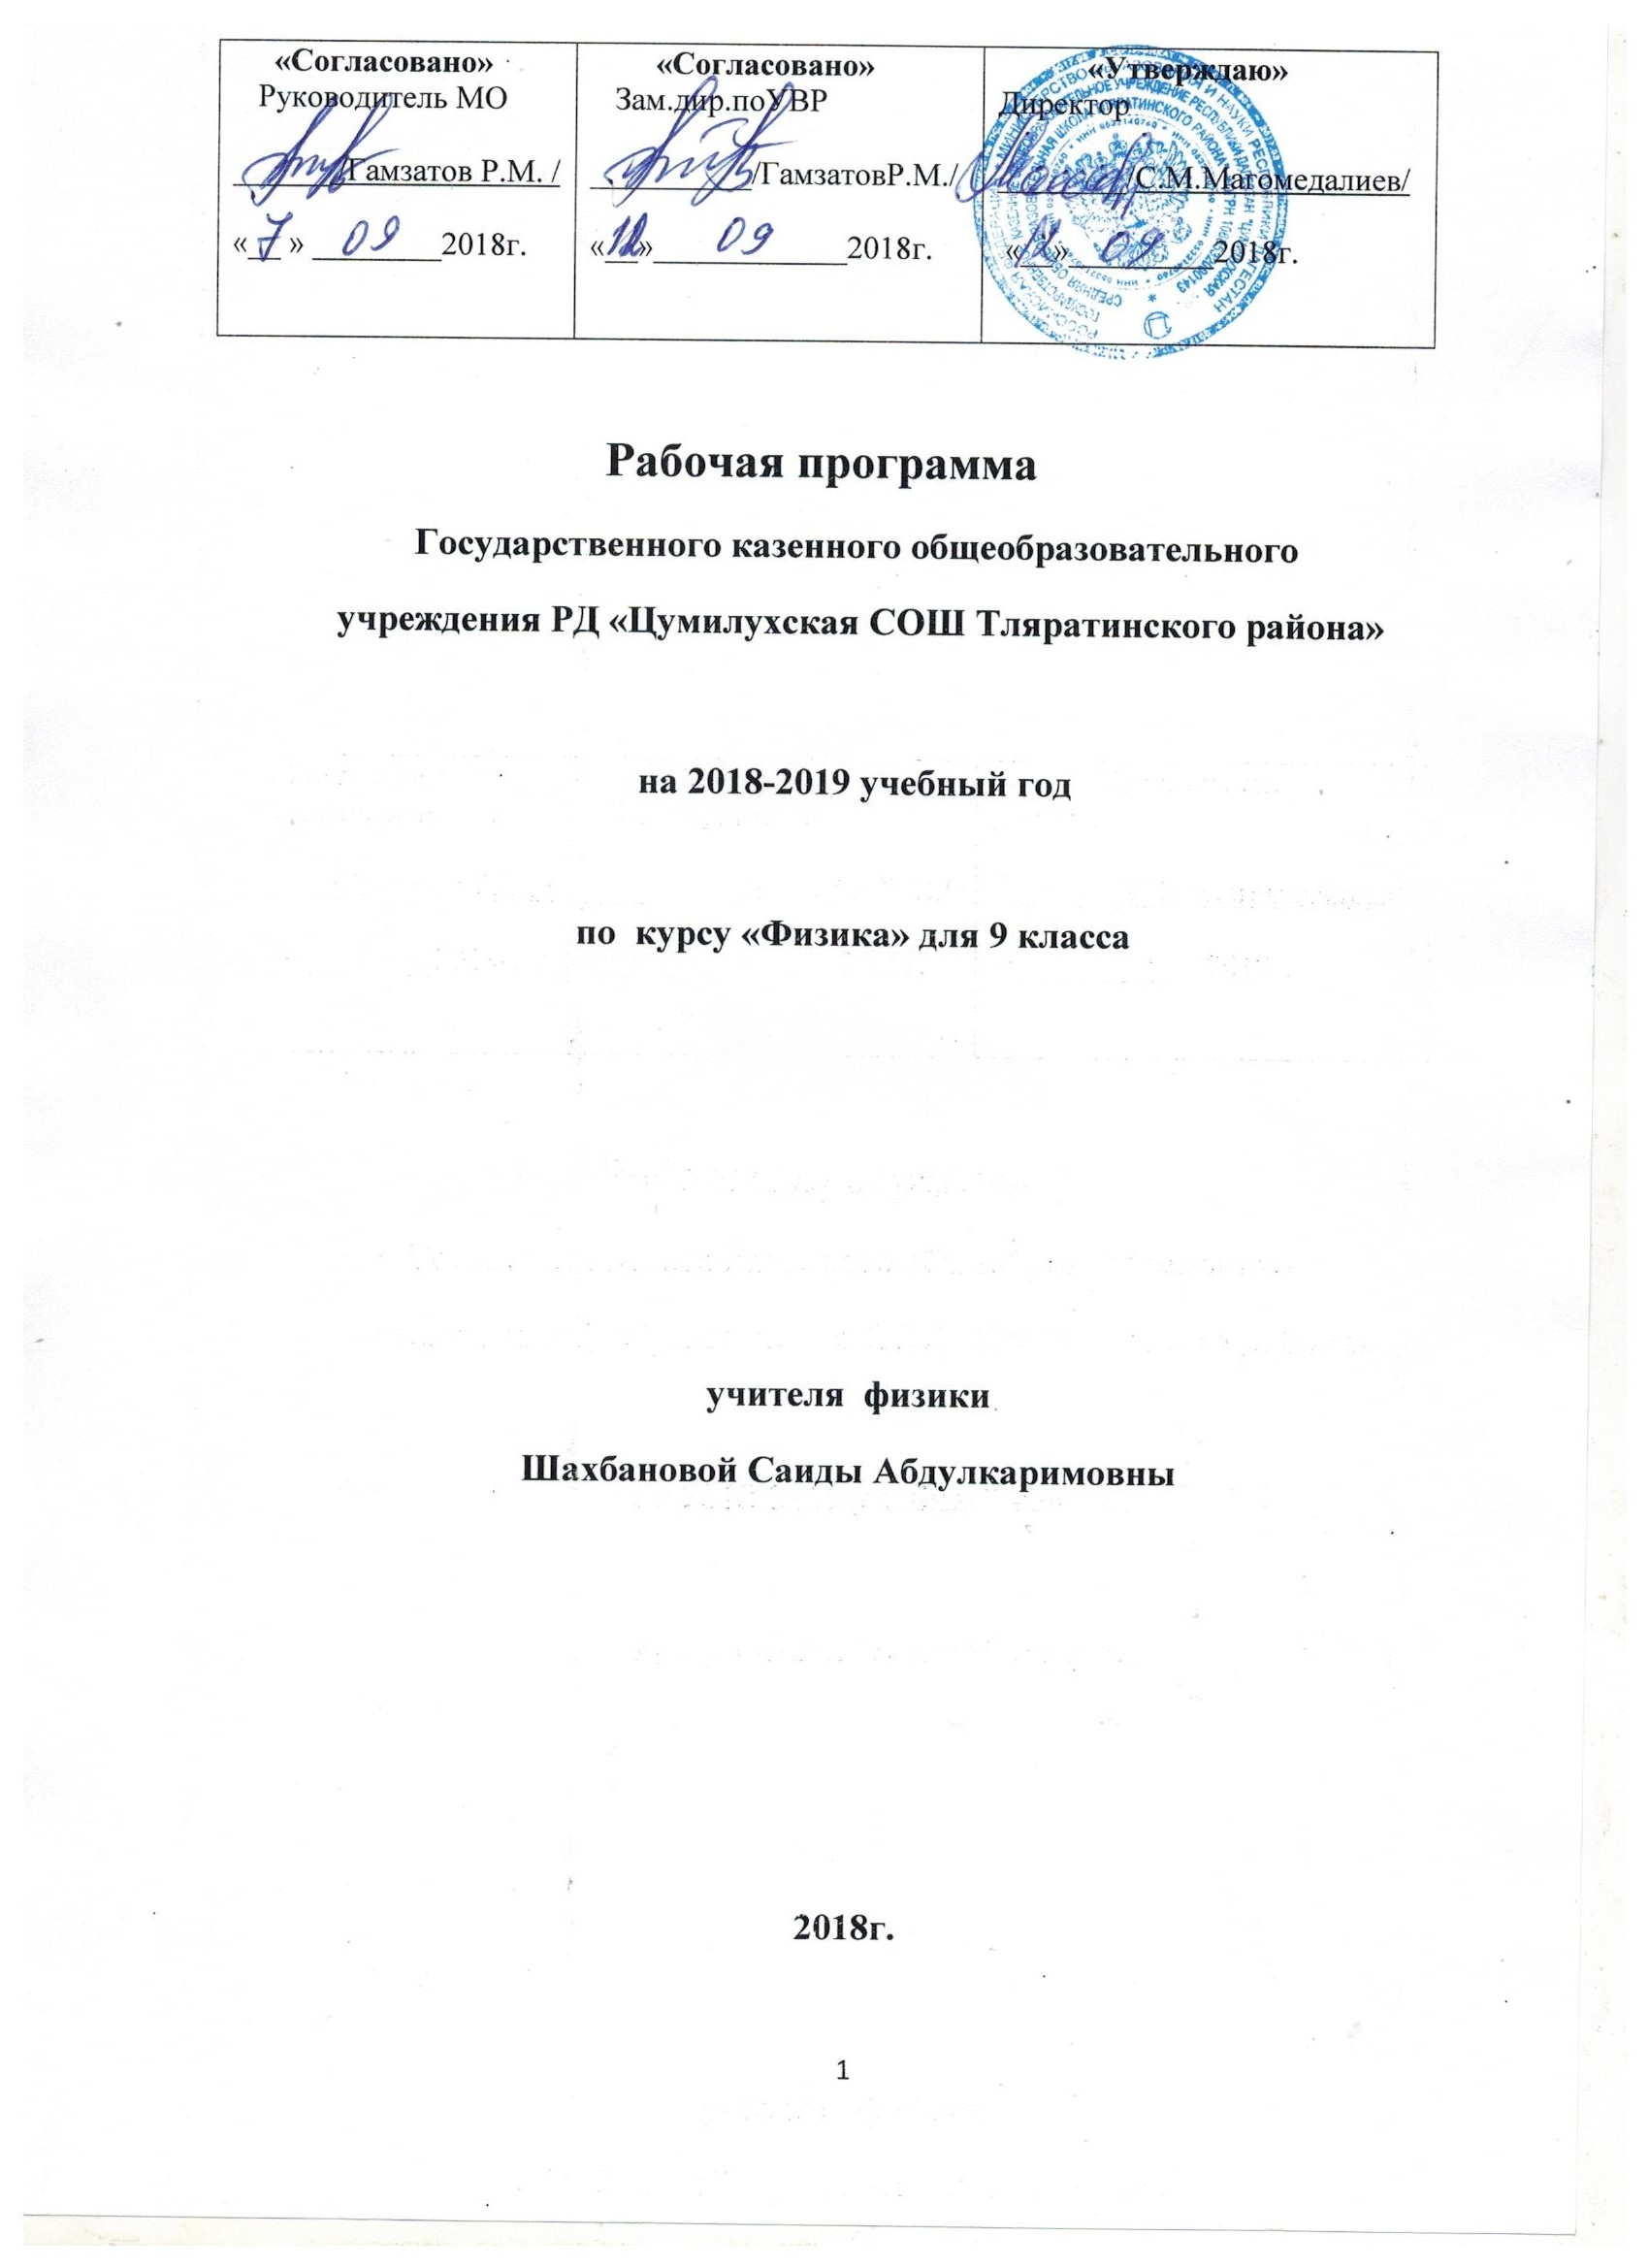 «Согласовано»
Руководитель МО
Гамзатов Р.М. /
«7» 09 2018г.
«Согласовано»
Зам.дир.поУВР
/ГамзатовР.М./
«12» 09 2018г.
«Утверждаю»
Директор
/С.М.Магомедалиев/
«12» 09 2018г.
Рабочая программа
Государственного казенного общеобразовательного
учреждения РД «Цумилухская СОШ Тляратинского района»
на 2018-2019 учебный год
по курсу «Физика» для 9 класса
учителя физики
Шахбановой Саиды Абдулкаримовны
2018г.
1